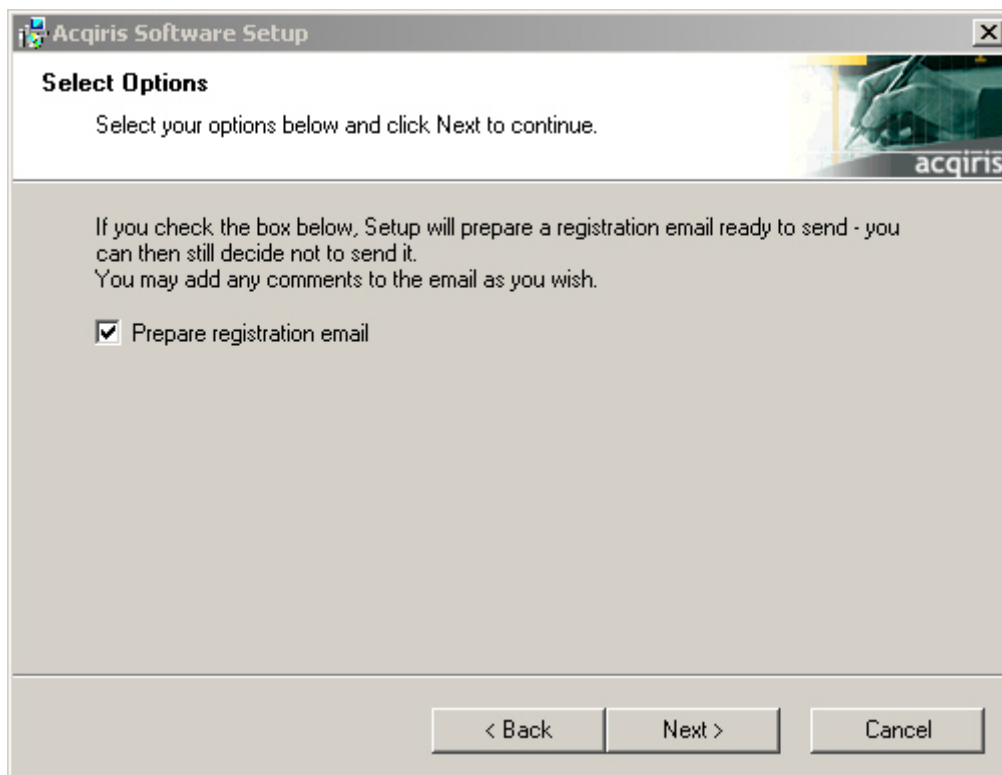 Acqiris Software Setup
Select Options
Select your options below and click Next to continue.
acqiris
If you check the box below, Setup will prepare a registration email ready to send - you
can then still decide not to send it.
You may add any comments to the email as you wish.
Prepare registration email
< Back
Next >
Cancel